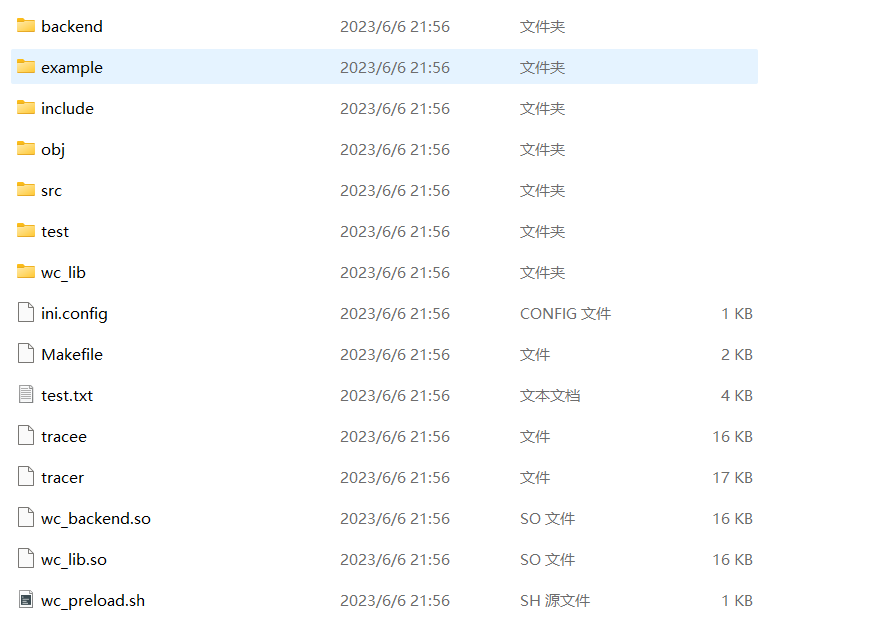 backend 2023/6/6 21:56 文件夹
example 2023/6/6 21:56 文件夹
include 2023/6/6 21:56 文件夹
obj 2023/6/6 21:56 文件夹
src 2023/6/6 21:56 文件夹
test 2023/6/6 21:56 文件夹
wc_lib 2023/6/6 21:56 文件夹
ini.config 2023/6/6 21:56 CONFIG 文件 1 KB
Makefile 2023/6/6 21:56 文件 2 KB
test.txt 2023/6/6 21:56 文本文档 4 KB
tracee 2023/6/6 21:56 文件 16 KB
tracer 2023/6/6 21:56 文件 17 KB
wc_backend.so 2023/6/6 21:56 SO 文件 16 KB
wc_lib.so 2023/6/6 21:56 SO 文件 16 KB
wc_preload.sh 2023/6/6 21:56 SH 源文件 1 KB